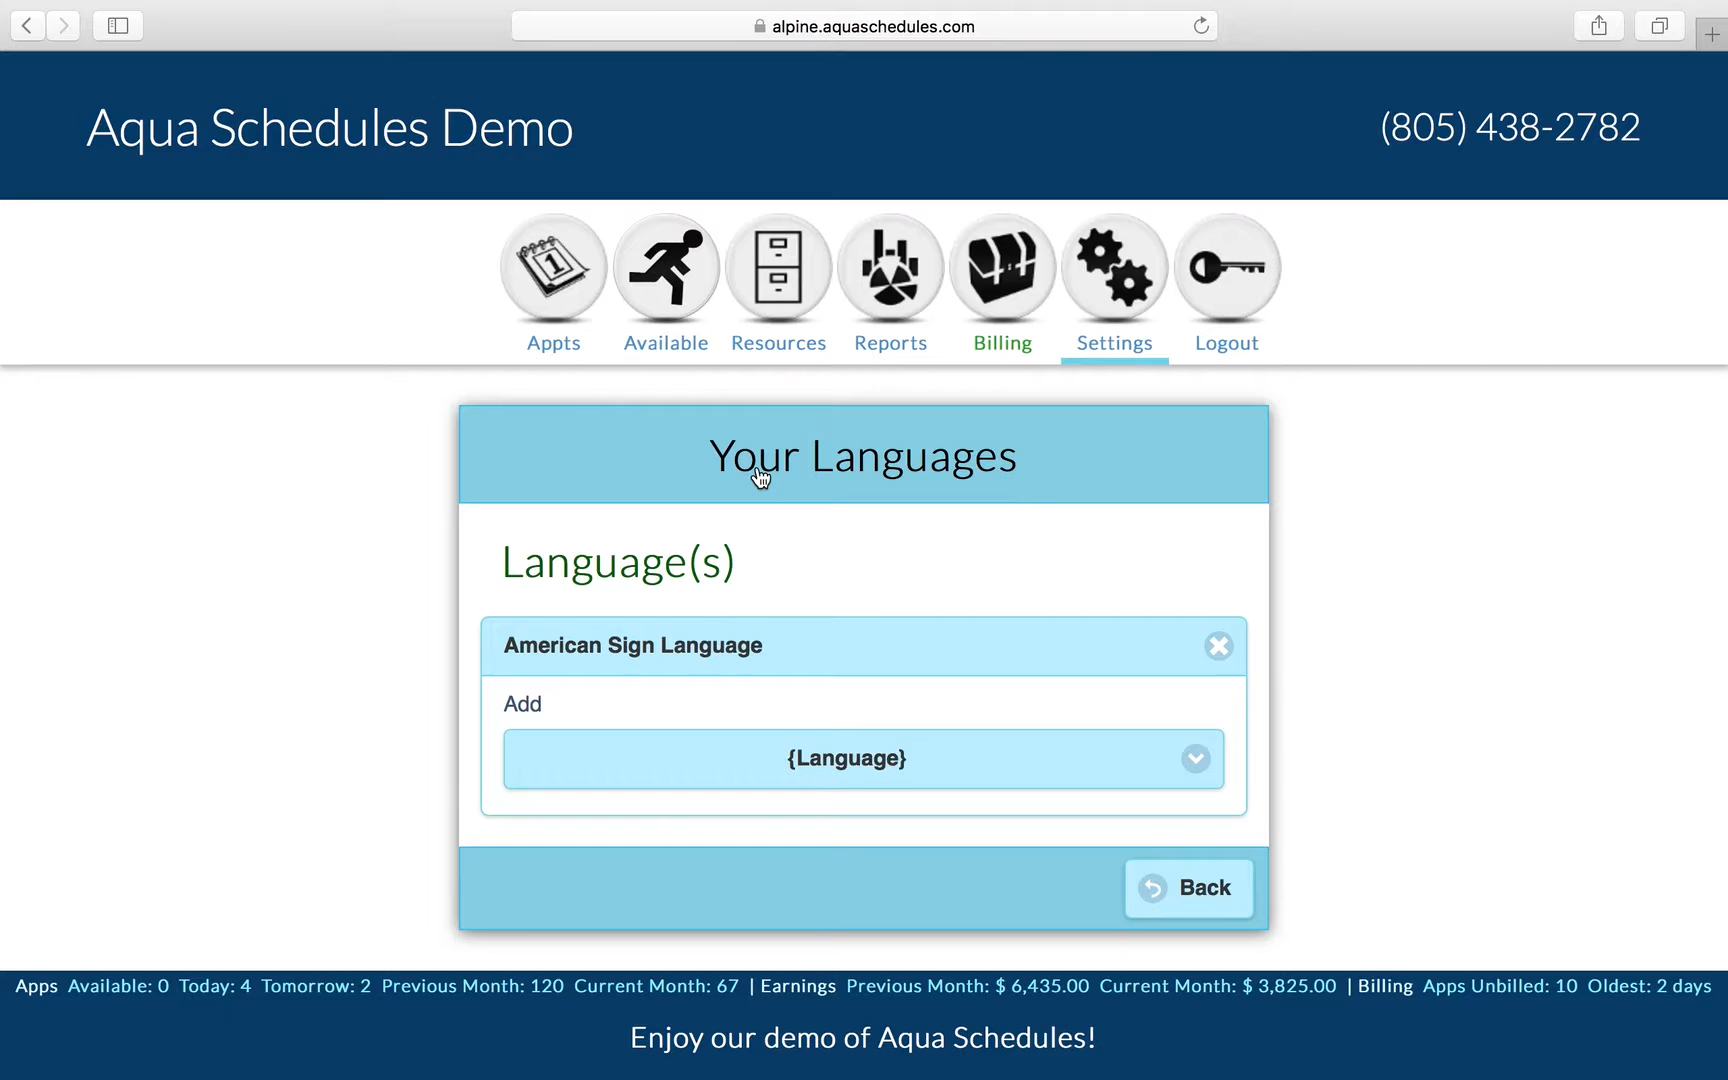 alpine.aquaschedules.com
Aqua Schedules Demo
(805) 438-2782
1
Appts Available Resources Reports Billing Settings Logout
Your Languages
Language(s)
American Sign Language
Add
{Language}
Back
Apps Available: 0 Today: 4 Tomorrow: 2 Previous Month: 120 Current Month: 67 | Earnings Previous Month: $ 6,435.00 Current Month: $ 3,825.00 | Billing Apps Unbilled: 10 Oldest: 2 days
Enjoy our demo of Aqua Schedules!